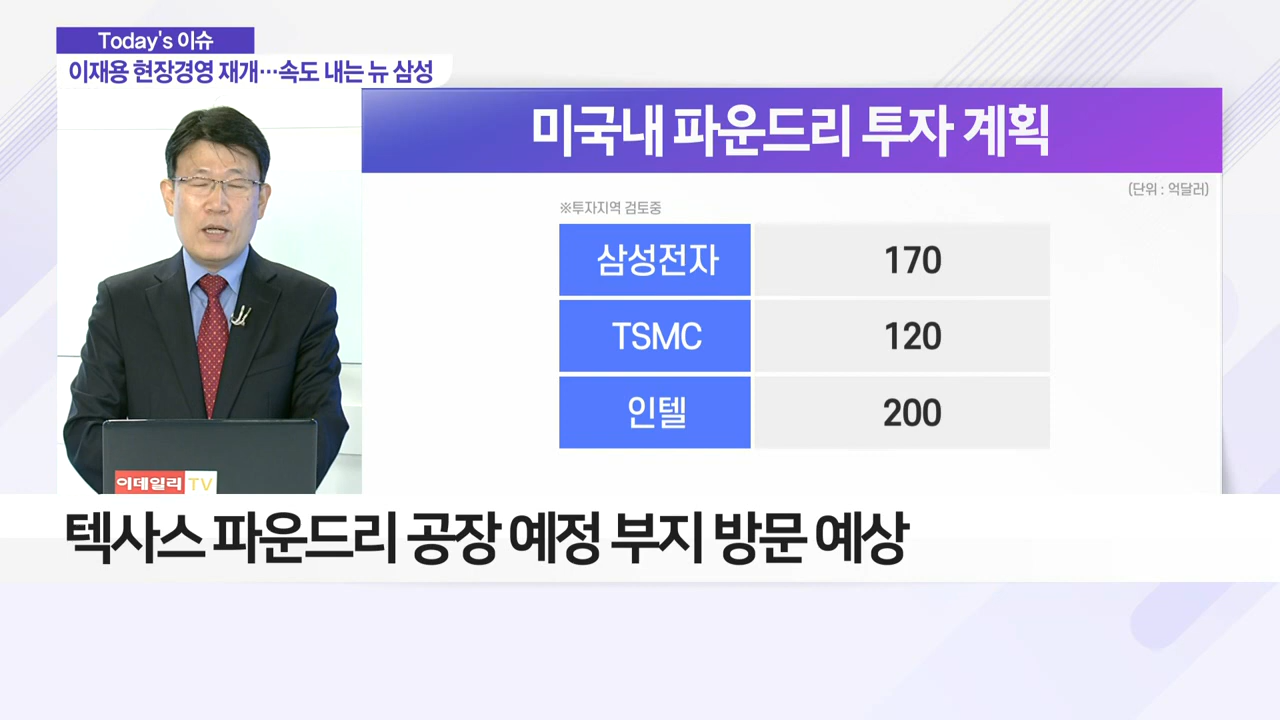 Today's 이슈
이재용 현장경영 재개…속도 내는 뉴 삼성
미국내 파운드리 투자 계획
(단위 : 억달러)
※투자지역 검토중
삼성전자 170
TSMC 120
인텔 200
이데일리 TV
텍사스 파운드리 공장 예정 부지 방문 예상